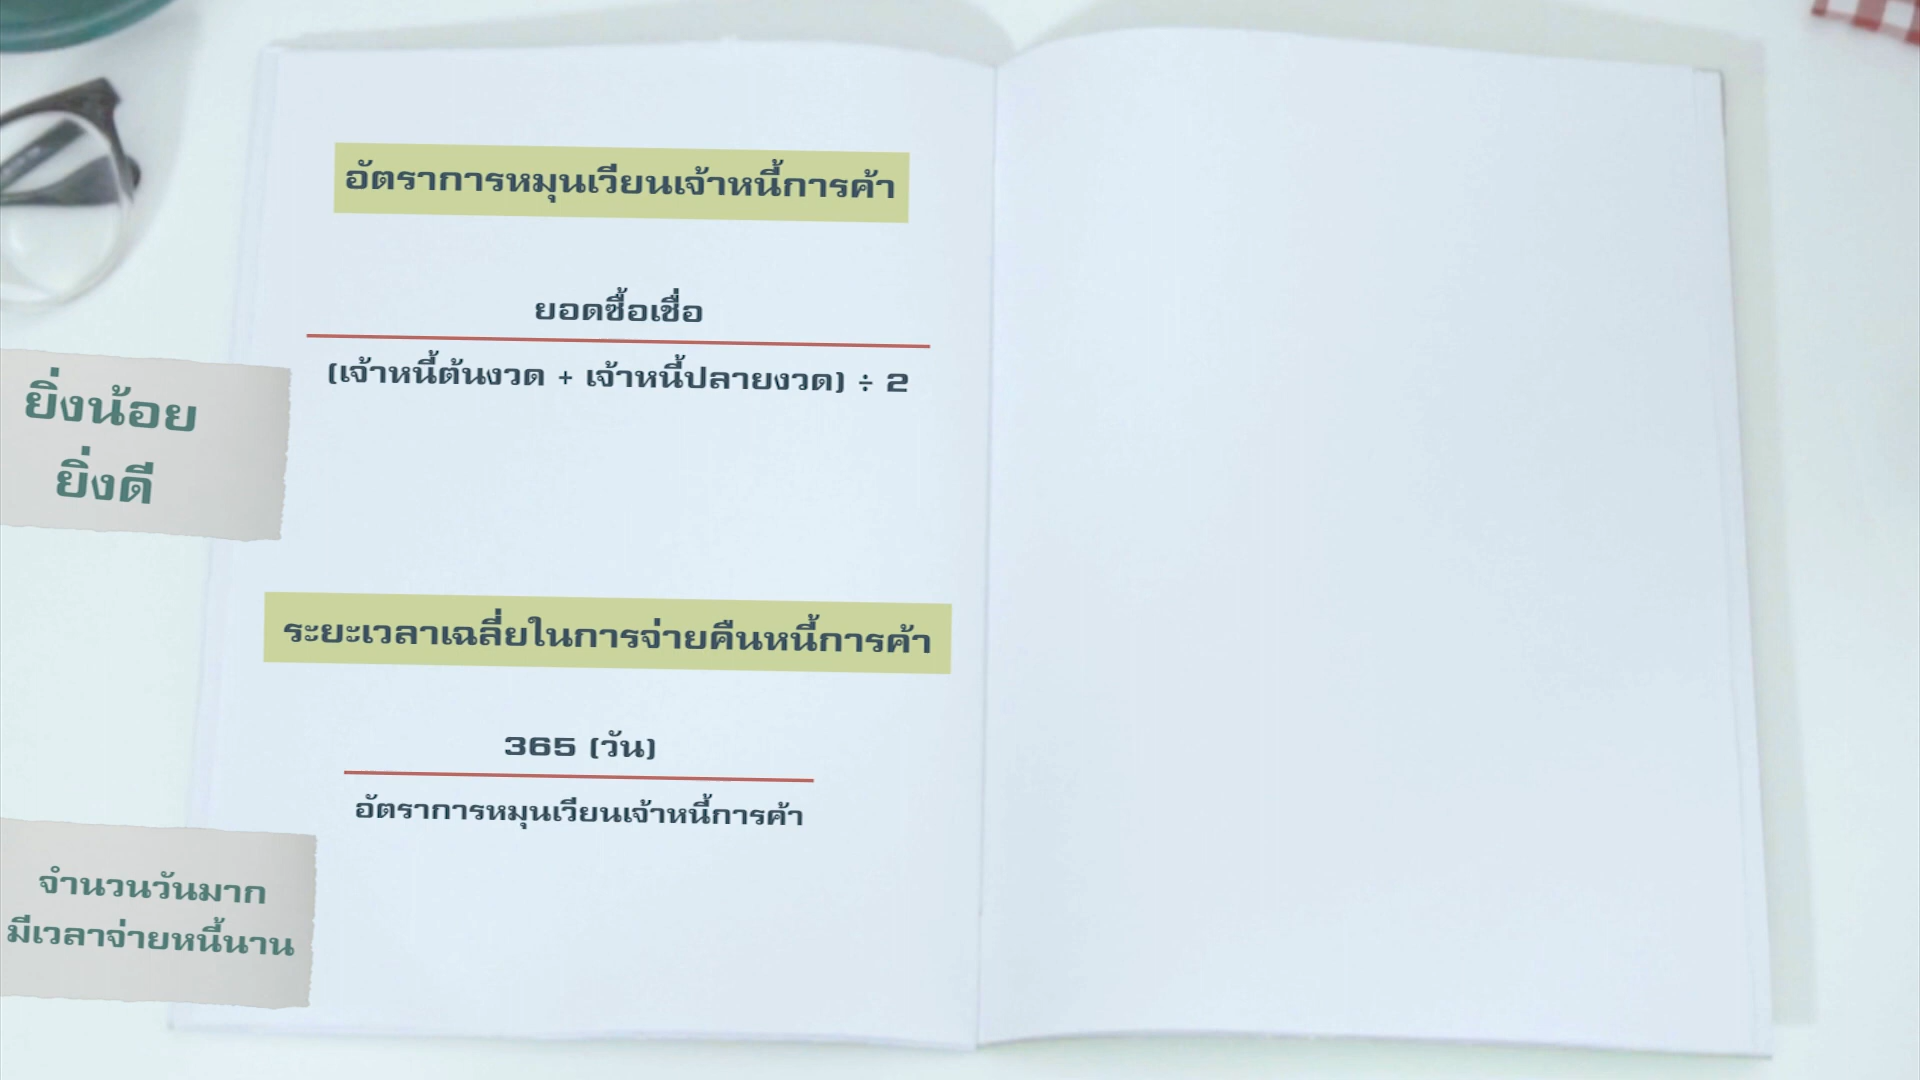 อัตราการหมุนเวียนเจ้าหนี้การค้า
ยอดซื้อเชื่อ
(เจ้าหนี้ต้นงวด + เจ้าหนี้ปลายงวด) ÷ 2
ยิ่งน้อย
ยิ่งดี
ระยะเวลาเฉลี่ยในการจ่ายคืนหนี้การค้า
365 (วัน)
อัตราการหมุนเวียนเจ้าหนี้การค้า
จำนวนวันมาก
มีเวลาจ่ายหนี้นาน